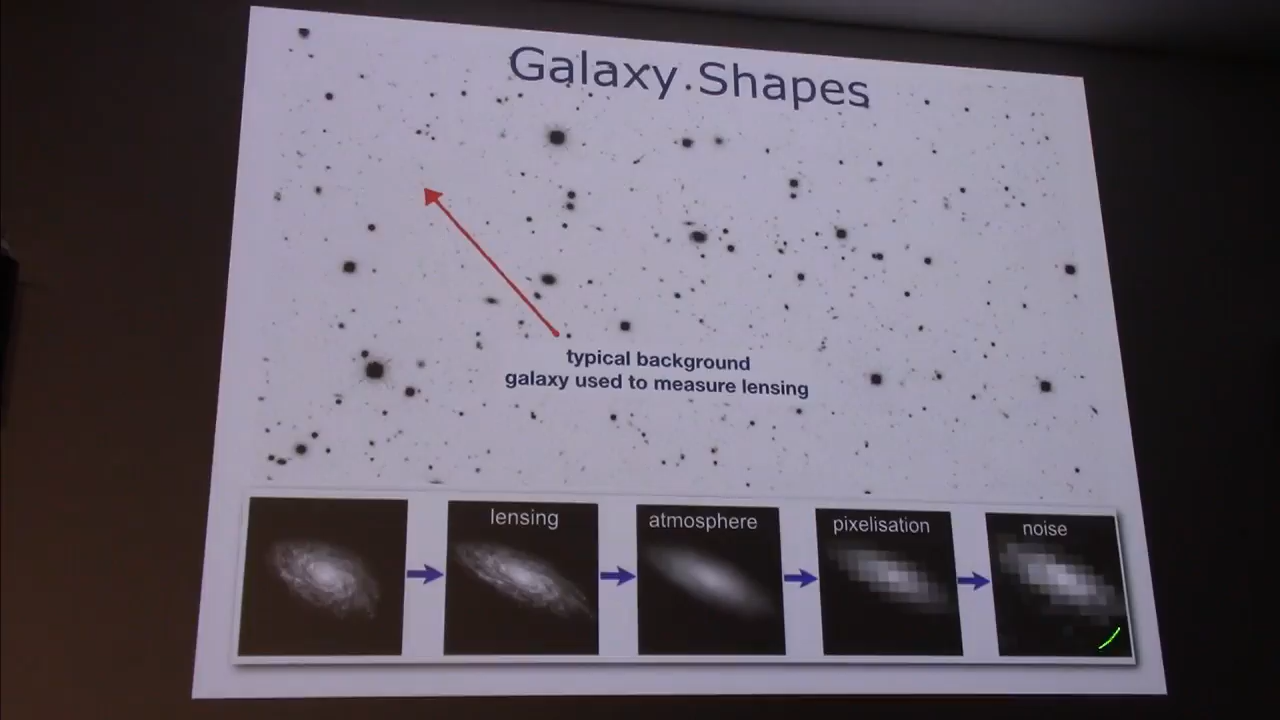 Galaxy Shapes
typical background
galaxy used to measure lensing
lensing
atmosphere
pixelisation
noise